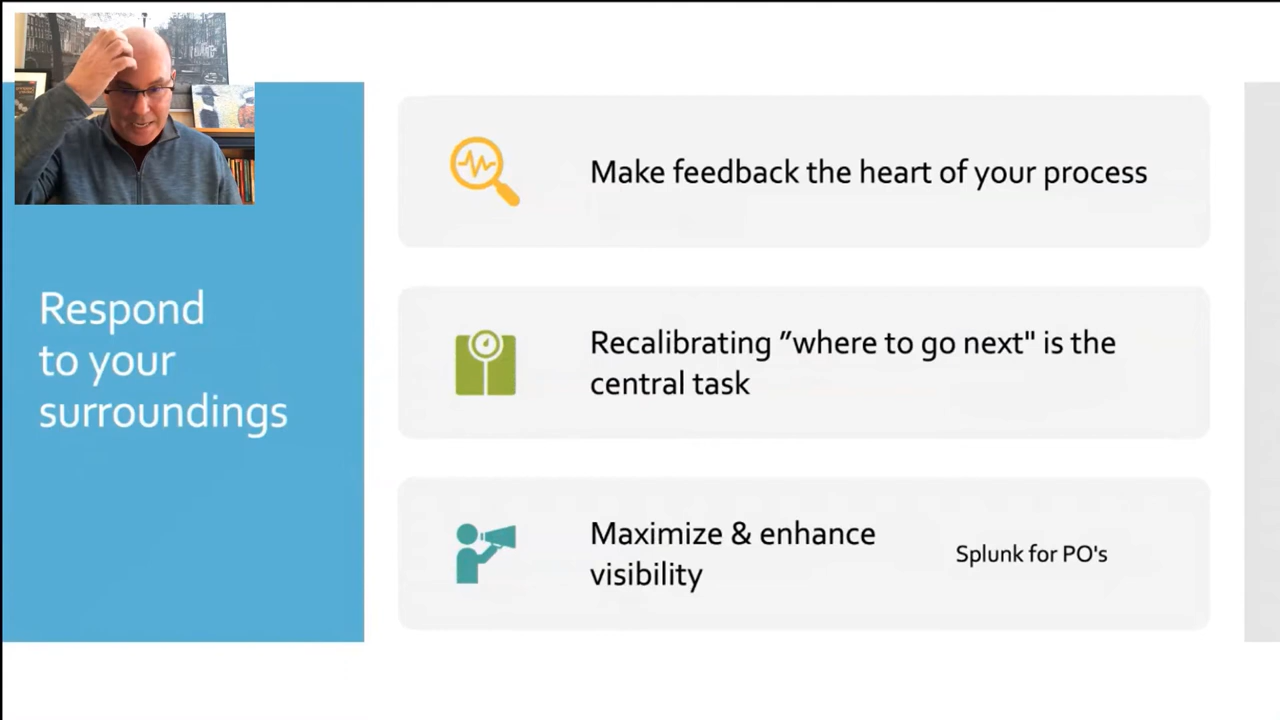 Respond
to your
surroundings
Make feedback the heart of your process
Recalibrating ”where to go next" is the
central task
Maximize & enhance
visibility
Splunk for PO's